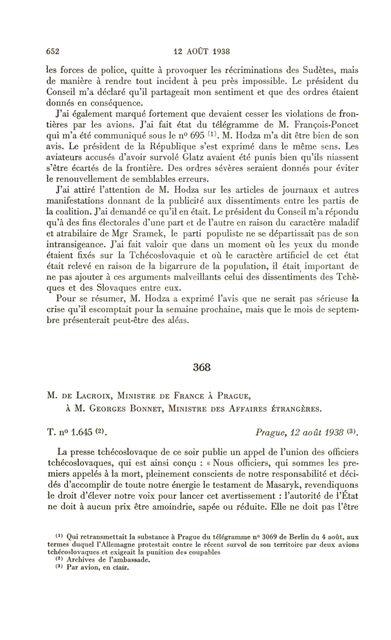 652
12 AOÛT 1938
les forces de police, quitte à provoquer les récriminations des Sudètes, mais
de manière à rendre tout incident à peu près impossible. Le président du
Conseil m'a déclaré qu'il partageait mon sentiment et que des ordres étaient
donnés en conséquence.
J'ai également marqué fortement que devaient cesser les violations de fron-
tières par les avions. J'ai fait état du télégramme de M. François-Poncet
qui m'a été communiqué sous le nº 695 (1). M. Hodza m'a dit être bien de son
avis. Le président de la République s'est exprimé dans le même sens. Les
aviateurs accusés d'avoir survolé Glatz avaient été punis bien qu'ils niassent
s'être écartés de la frontière. Des ordres sévères seraient donnés pour éviter
le renouvellement de semblables erreurs.
J'ai attiré l'attention de M. Hodza sur les articles de journaux et autres
manifestations donnant de la publicité aux dissentiments entre les partis de
la coalition. J'ai demandé ce qu'il en était. Le président du Conseil m'a répondu
qu'à des fins électorales d'une part et de l'autre en raison du caractère maladif
et atrabilaire de Mgr Sramek, le parti populiste ne se départissait pas de son
intransigeance. J'ai fait valoir que dans un moment où les yeux du monde
étaient fixés sur la Tchécoslovaquie et où le caractère artificiel de cet état
était relevé en raison de la bigarrure de la population, il était important de
ne pas ajouter à ces arguments malveillants celui des dissentiments des Tchè-
ques et des Slovaques entre eux.
Pour se résumer, M. Hodza a exprimé l'avis que ne serait pas sérieuse la
crise qu'il escomptait pour la semaine prochaine, mais que le mois de septem-
bre présenterait peut-être des aléas.
368
M. DE LACROIX, MINISTRE DE FRANCE À PRAGUE,
À M. GEORGES BONNET, MINISTRE DES AFFAIRES ÉTRANGÈRES.
T. nº 1.645 (2).
Prague, 12 août 1938 (3).
La presse tchécoslovaque de ce soir publie un appel de l'union des officiers
tchécoslovaques, qui est ainsi conçu : « Nous officiers, qui sommes les pre-
miers appelés à la mort, pleinement conscients de notre responsabilité et déci-
dés d'accomplir de toute notre énergie le testament de Masaryk, revendiquons
le droit d'élever notre voix pour lancer cet avertissement : l'autorité de l'État
ne doit à aucun prix être amoindrie, sapée ou réduite. Elle ne doit pas l'être
(1) Qui retransmettait la substance à Prague du télégramme nº 3069 de Berlin du 4 août, aux
termes duquel l'Allemagne protestait contre le récent survol de son territoire par deux avions
tchécoslovaques et exigeait la punition des coupables
(2) Archives de l'ambassade.
(3) Par avion, en clair.